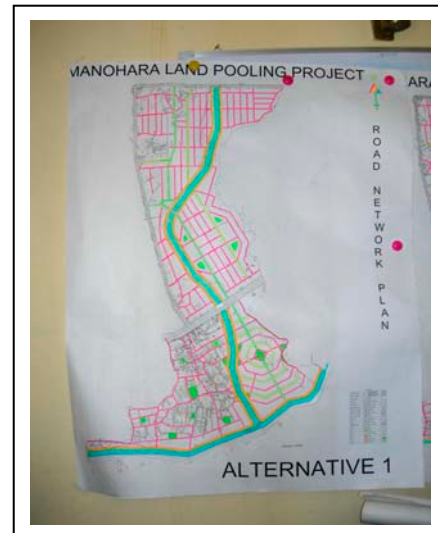 MANOHARA LAND POOLING PROJECT
ARA
ROAD NETWORK PLAN
ALTERNATIVE 1